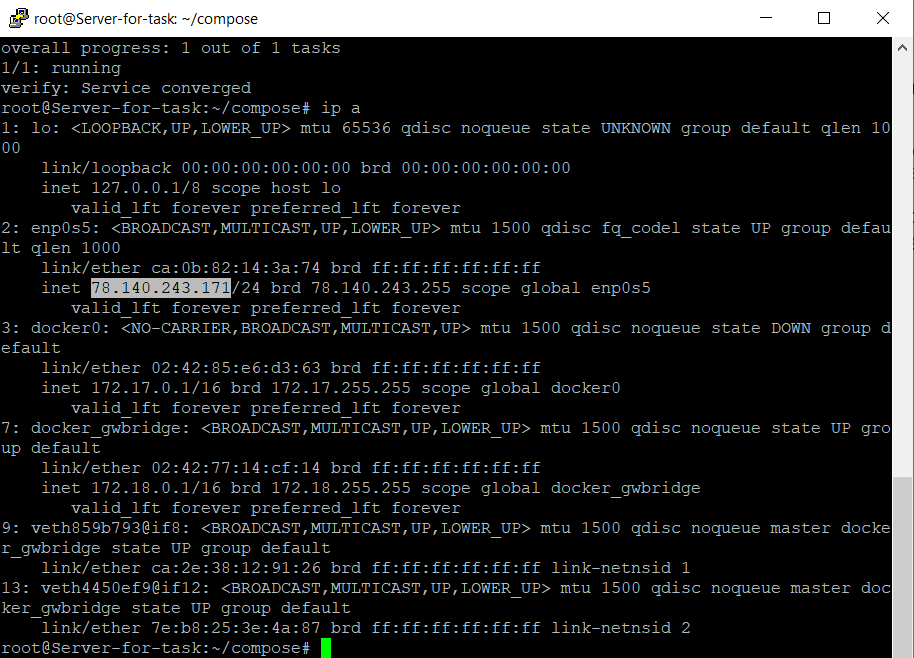 root@Server-for-task: ~/compose
overall progress: 1 out of 1 tasks
1/1: running
verify: Service converged
root@Server-for-task:~/compose# ip a
1: lo: <LOOPBACK,UP,LOWER_UP> mtu 65536 qdisc noqueue state UNKNOWN group default qlen 10
00
    link/loopback 00:00:00:00:00:00 brd 00:00:00:00:00:00
    inet 127.0.0.1/8 scope host lo
       valid_lft forever preferred_lft forever
2: enp0s5: <BROADCAST,MULTICAST,UP,LOWER_UP> mtu 1500 qdisc fq_codel state UP group defau
lt qlen 1000
    link/ether ca:0b:82:14:3a:74 brd ff:ff:ff:ff:ff:ff
    inet 78.140.243.171/24 brd 78.140.243.255 scope global enp0s5
       valid_lft forever preferred_lft forever
3: docker0: <NO-CARRIER,BROADCAST,MULTICAST,UP> mtu 1500 qdisc noqueue state DOWN group d
efault
    link/ether 02:42:85:e6:d3:63 brd ff:ff:ff:ff:ff:ff
    inet 172.17.0.1/16 brd 172.17.255.255 scope global docker0
       valid_lft forever preferred_lft forever
7: docker_gwbridge: <BROADCAST,MULTICAST,UP,LOWER_UP> mtu 1500 qdisc noqueue state UP gro
up default
    link/ether 02:42:77:14:cf:14 brd ff:ff:ff:ff:ff:ff
    inet 172.18.0.1/16 brd 172.18.255.255 scope global docker_gwbridge
       valid_lft forever preferred_lft forever
9: veth859b793@if8: <BROADCAST,MULTICAST,UP,LOWER_UP> mtu 1500 qdisc noqueue master docke
r_gwbridge state UP group default
    link/ether ca:2e:38:12:91:26 brd ff:ff:ff:ff:ff:ff link-netnsid 1
13: veth4450ef9@if12: <BROADCAST,MULTICAST,UP,LOWER_UP> mtu 1500 qdisc noqueue master doc
ker_gwbridge state UP group default
    link/ether 7e:b8:25:3e:4a:87 brd ff:ff:ff:ff:ff:ff link-netnsid 2
root@Server-for-task:~/compose#